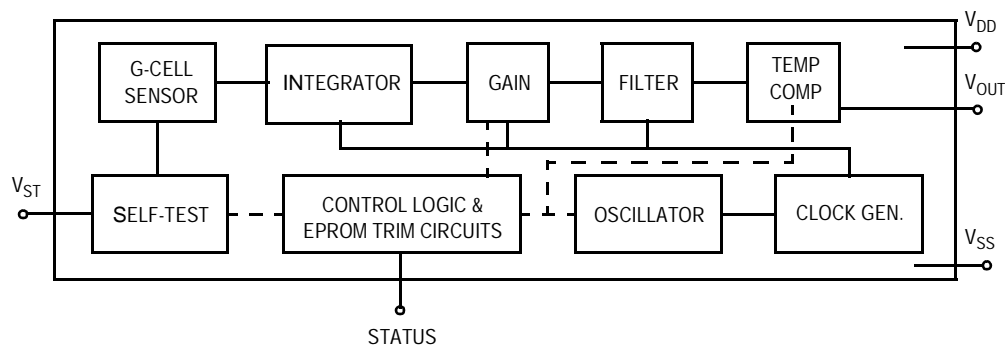 V_DD
G-CELL
SENSOR
INTEGRATOR
GAIN
FILTER
TEMP
COMP
V_OUT
V_ST
SELF-TEST
CONTROL LOGIC &
EPROM TRIM CIRCUITS
OSCILLATOR
CLOCK GEN.
V_SS
STATUS